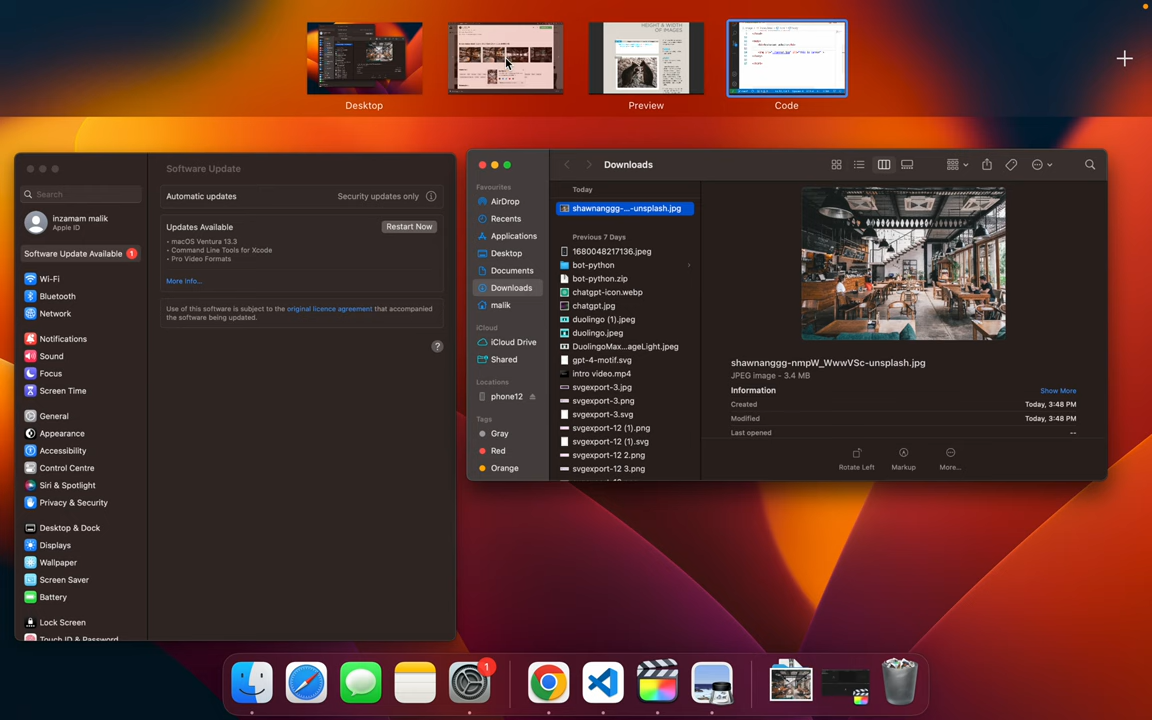 HEIGHT & WIDTH
OF IMAGES
Desktop
Preview
Code
Search
inzamam malik
Apple ID
Software Update Available 1
Wi-Fi
Bluetooth
Network
Notifications
Sound
Focus
Screen Time
General
Appearance
Accessibility
Control Centre
Siri & Spotlight
Privacy & Security
Desktop & Dock
Displays
Wallpaper
Screen Saver
Battery
Lock Screen
Touch ID & Password
Software Update
Automatic updates
Security updates only
Updates Available
Restart Now
• macOS Ventura 13.3
• Command Line Tools for Xcode
• Pro Video Formats
More Info...
Use of this software is subject to the original licence agreement that accompanied
the software being updated.
?
Downloads
Favourites
AirDrop
Recents
Applications
Desktop
Documents
Downloads
malik
iCloud
iCloud Drive
Shared
Locations
phone12
Tags
Gray
Red
Orange
Today
shawnanggg-...-unsplash.jpg
Previous 7 Days
1680048217136.jpeg
bot-python
bot-python.zip
chatgpt-icon.webp
chatgpt.jpg
duolingo (1).jpeg
duolingo.jpeg
DuolingoMax...ageLight.jpeg
gpt-4-motif.svg
intro video.mp4
svgexport-3.jpg
svgexport-3.png
svgexport-3.svg
svgexport-12 (1).png
svgexport-12 (1).svg
svgexport-12 2.png
svgexport-12 3.png
shawnanggg-nmpW_WwwVSc-unsplash.jpg
JPEG image - 3.4 MB
Information
Show More
Created
Today, 3:48 PM
Modified
Today, 3:48 PM
Last opened
--
Rotate Left
Markup
More...
1